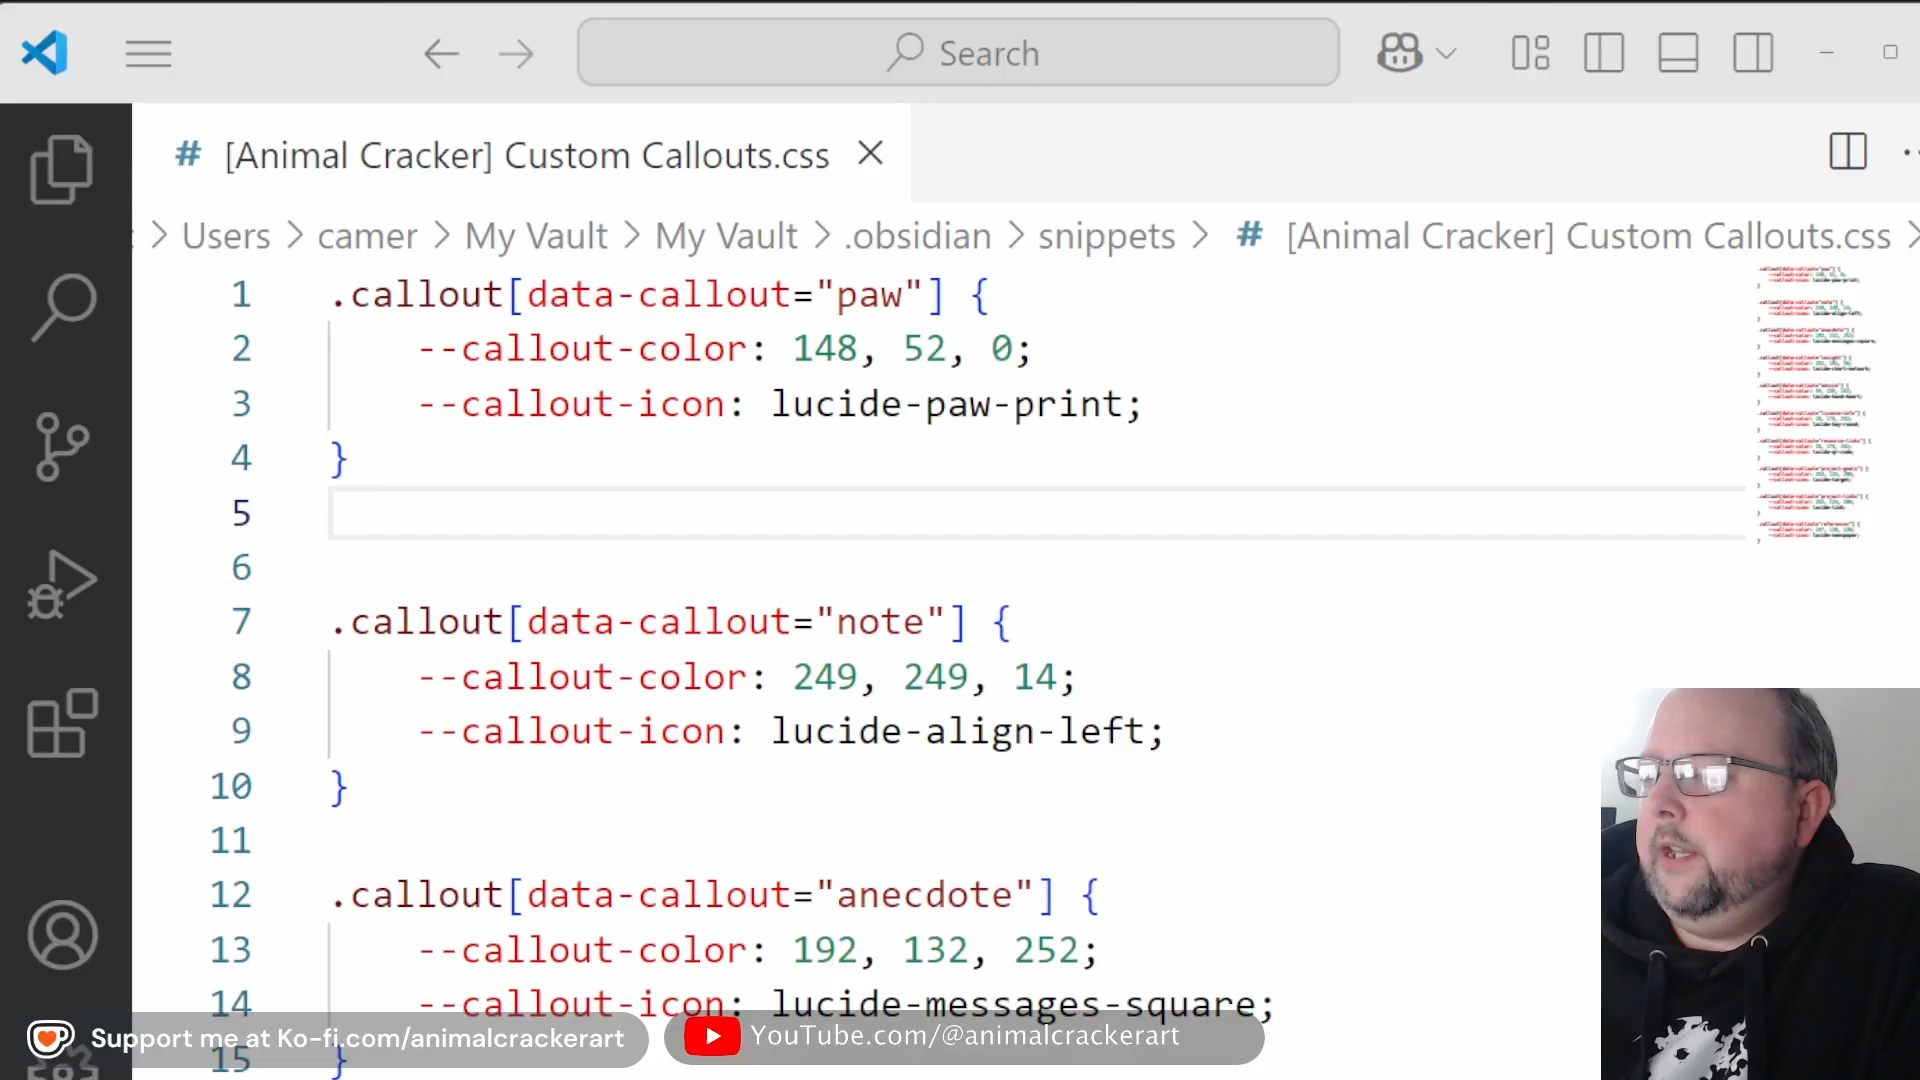 Search
# [Animal Cracker] Custom Callouts.css
> Users > camer > My Vault > My Vault > .obsidian > snippets > # [Animal Cracker] Custom Callouts.css >
1 .callout[data-callout="paw"] {
2 --callout-color: 148, 52, 0;
3 --callout-icon: lucide-paw-print;
4 }
5
6
7 .callout[data-callout="note"] {
8 --callout-color: 249, 249, 14;
9 --callout-icon: lucide-align-left;
10 }
11
12 .callout[data-callout="anecdote"] {
13 --callout-color: 192, 132, 252;
14 --callout-icon: lucide-messages-square;
15 }
Support me at Ko-fi.com/animalcrackerart
YouTube.com/@animalcrackerart